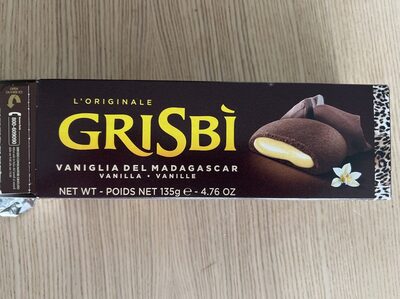 L'ORIGINALE
GRISBÌ
VANIGLIA DEL MADAGASCAR
VANILLA • VANILLE
NET WT - POIDS NET 135g e - 4.76 OZ